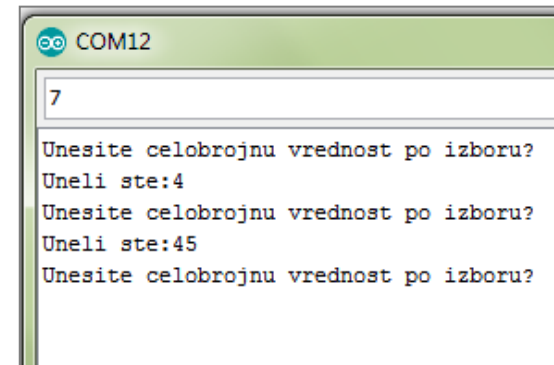 COM12
7
Unesite celobrojnu vrednost po izboru?
Uneli ste:4
Unesite celobrojnu vrednost po izboru?
Uneli ste:45
Unesite celobrojnu vrednost po izboru?